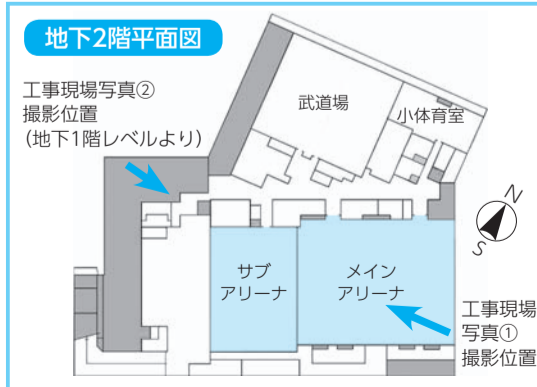 地下2階平面図
工事現場写真②
撮影位置
(地下1階レベルより)
武道場
小体育室
N
S
サブ
アリーナ
メイン
アリーナ
工事現場
写真①
撮影位置